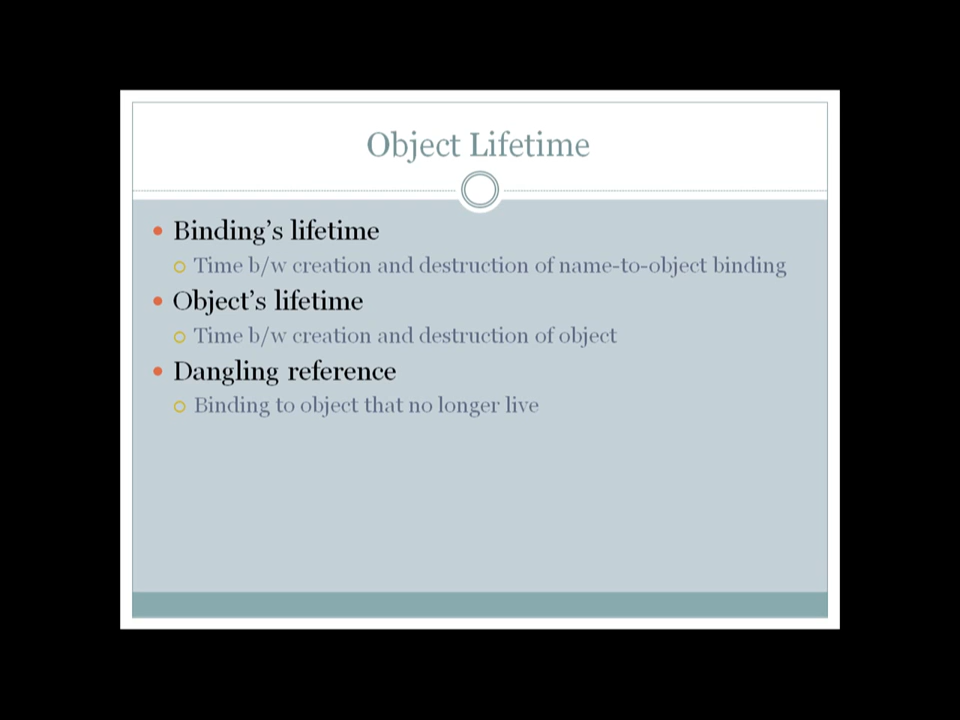 Object Lifetime
Binding's lifetime
Time b/w creation and destruction of name-to-object binding
Object's lifetime
Time b/w creation and destruction of object
Dangling reference
Binding to object that no longer live